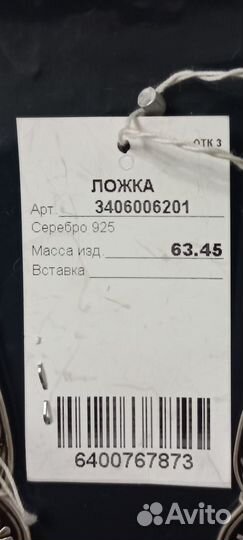 ОТК 3
ЛОЖКА
Арт. 3406006201
Серебро 925
Масса изд. 63.45
Вставка
6400767873
Avito